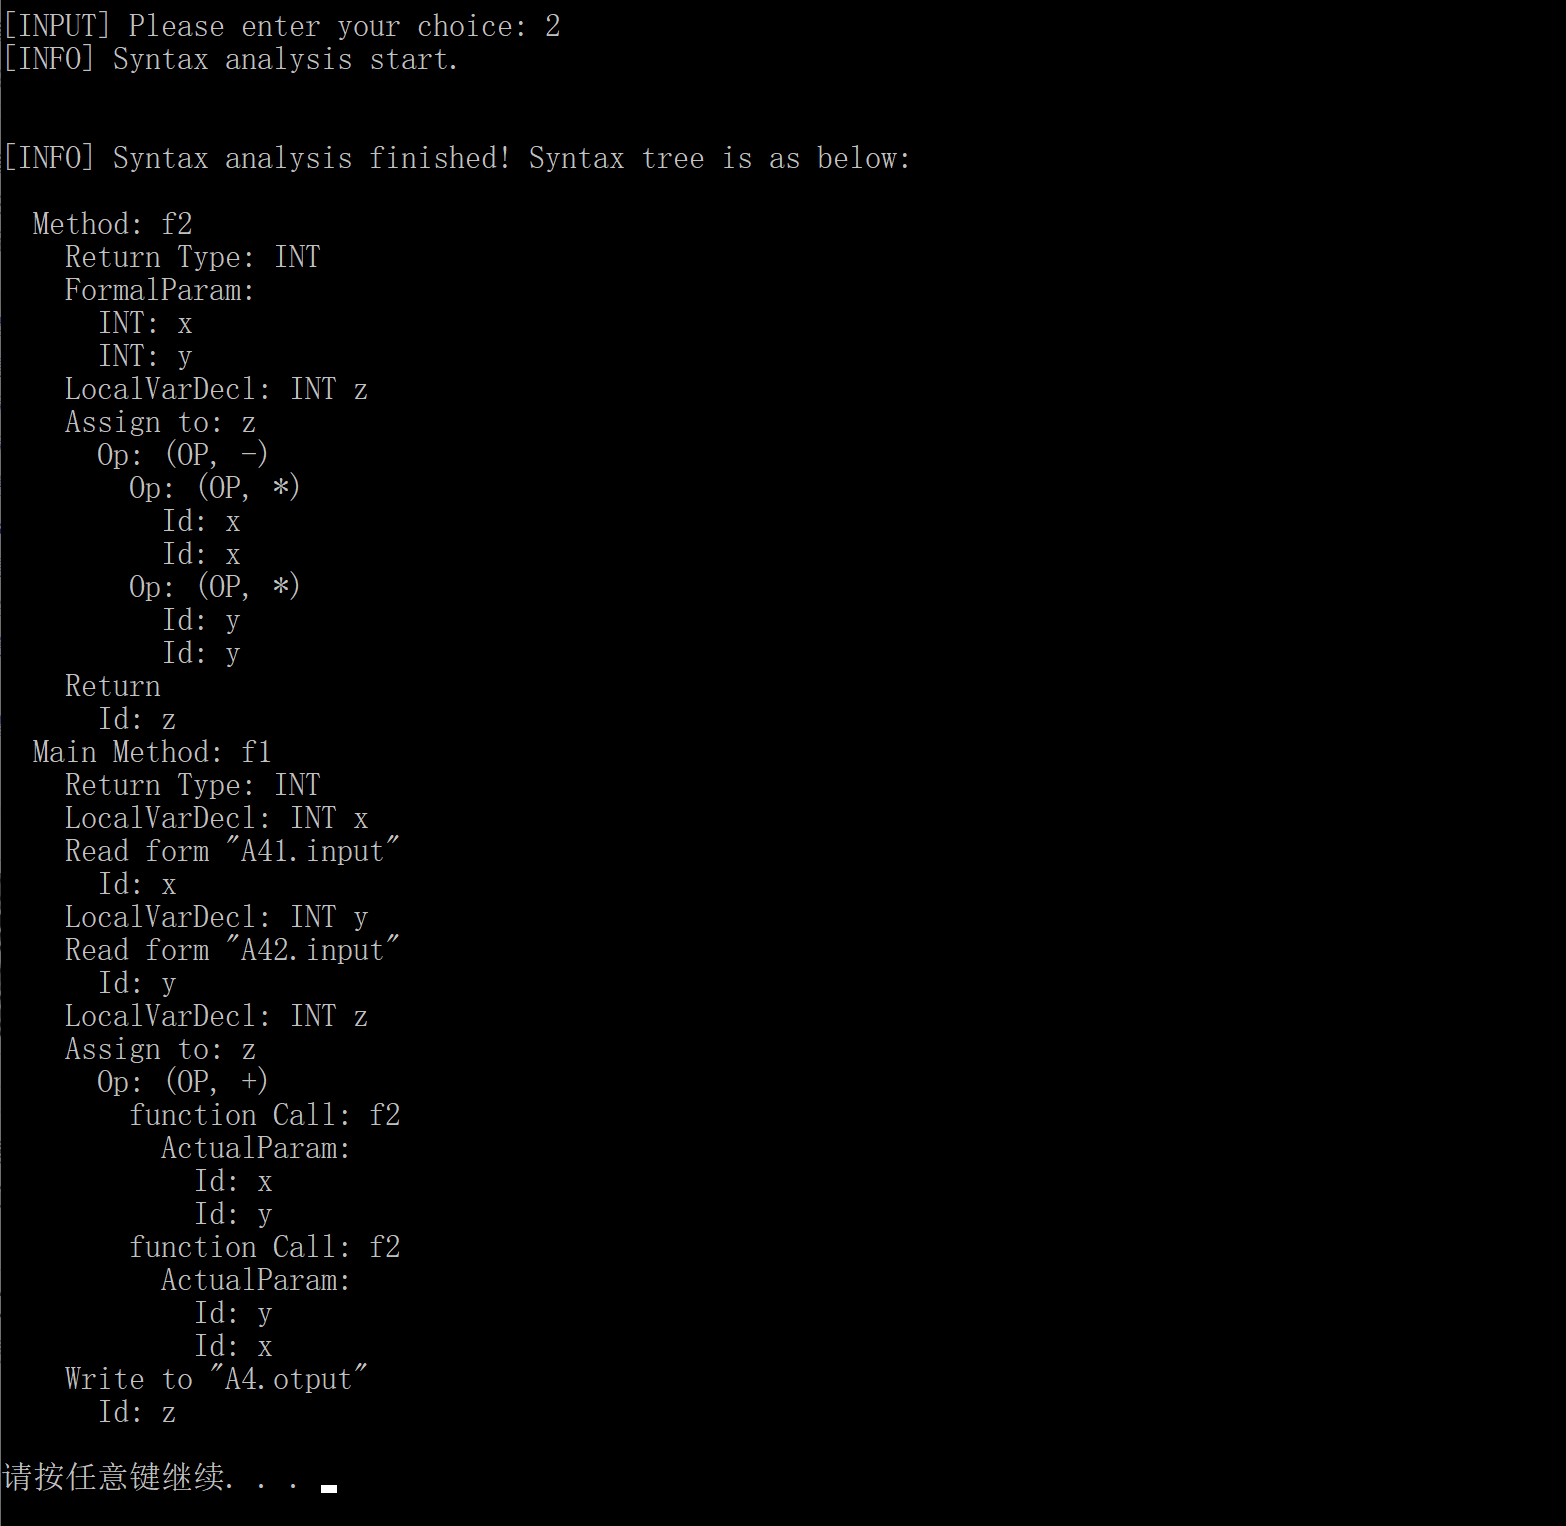 [INPUT] Please enter your choice: 2
[INFO] Syntax analysis start.
[INFO] Syntax analysis finished! Syntax tree is as below:
Method: f2
Return Type: INT
FormalParam:
INT: x
INT: y
LocalVarDecl: INT z
Assign to: z
Op: (OP, -)
Op: (OP, *)
Id: x
Id: x
Op: (OP, *)
Id: y
Id: y
Return
Id: z
Main Method: f1
Return Type: INT
LocalVarDecl: INT x
Read form "A41.input"
Id: x
LocalVarDecl: INT y
Read form "A42.input"
Id: y
LocalVarDecl: INT z
Assign to: z
Op: (OP, +)
function Call: f2
ActualParam:
Id: x
Id: y
function Call: f2
ActualParam:
Id: y
Id: x
Write to "A4.otput"
Id: z
请按任意键继续. . .